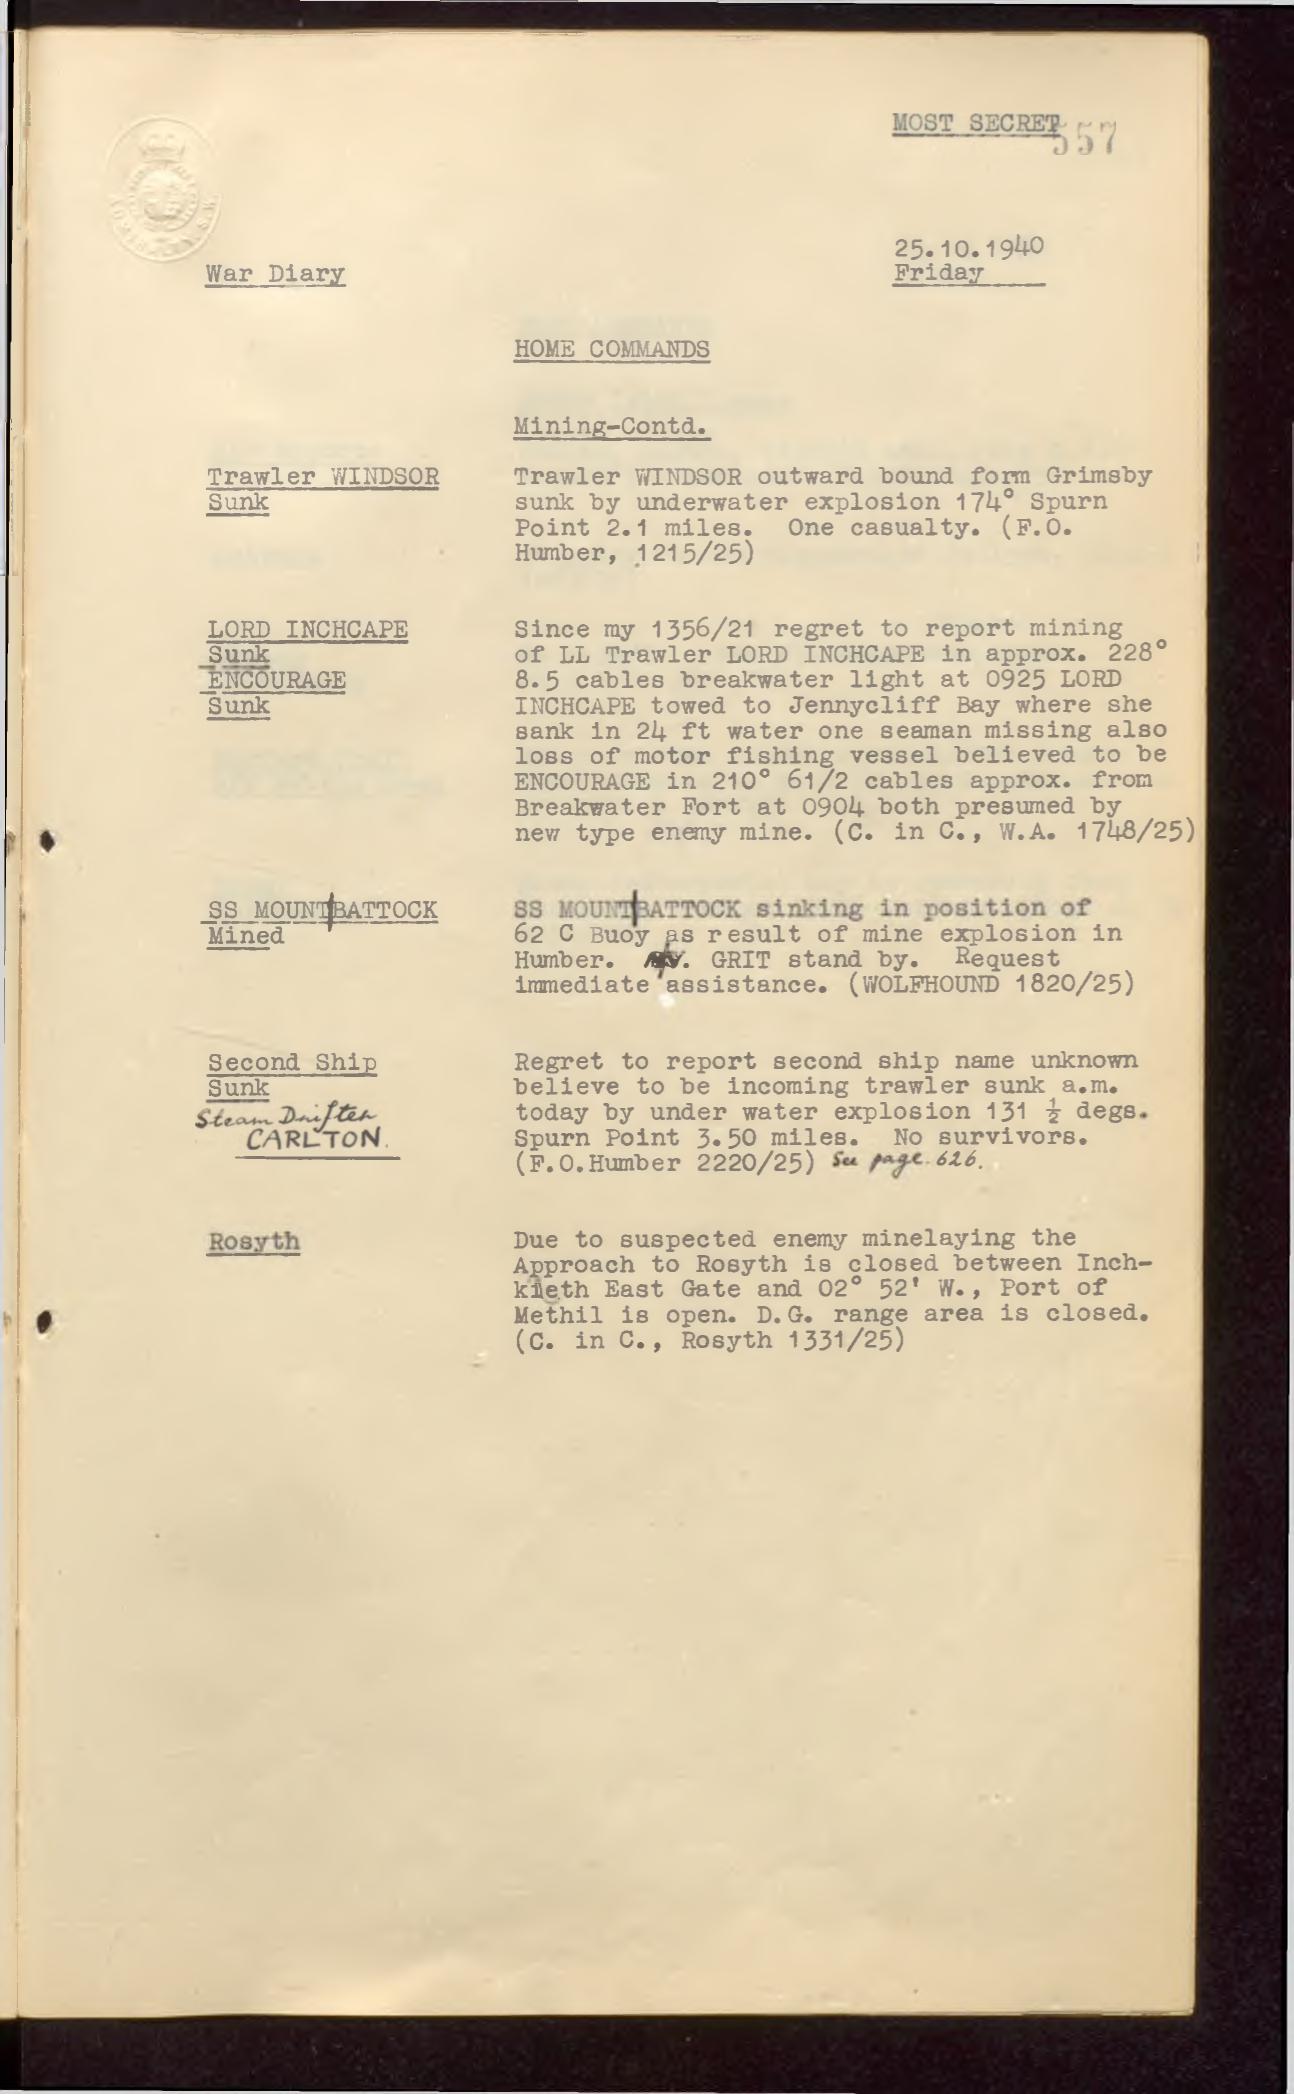 MOST SECRET
557
25.10.1940
Friday
War Diary
HOME COMMANDS
Mining-Contd.
Trawler WINDSOR
Sunk
Trawler WINDSOR outward bound form Grimsby
sunk by underwater explosion 174° Spurn
Point 2.1 miles. One casualty. (F.O.
Humber, 1215/25)
LORD INCHCAPE
Sunk
ENCOURAGE
Sunk
Since my 1356/21 regret to report mining
of LL Trawler LORD INCHCAPE in approx. 228°
8.5 cables breakwater light at 0925 LORD
INCHCAPE towed to Jennycliff Bay where she
sank in 24 ft water one seaman missing also
loss of motor fishing vessel believed to be
ENCOURAGE in 210° 61/2 cables approx. from
Breakwater Fort at 0904 both presumed by
new type enemy mine. (C. in C., W.A. 1748/25)
SS MOUNT BATTOCK
Mined
SS MOUNT BATTOCK sinking in position of
62 C Buoy as result of mine explosion in
Humber. GRIT stand by. Request
immediate assistance. (WOLFHOUND 1820/25)
Second Ship
Sunk
Steam Drifter
CARLTON.
Regret to report second ship name unknown
believe to be incoming trawler sunk a.m.
today by under water explosion 131 ½ degs.
Spurn Point 3.50 miles. No survivors.
(F.O.Humber 2220/25) See page 626.
Rosyth
Due to suspected enemy minelaying the
Approach to Rosyth is closed between Inch-
kieth East Gate and 02° 52' W., Port of
Methil is open. D.G. range area is closed.
(C. in C., Rosyth 1331/25)